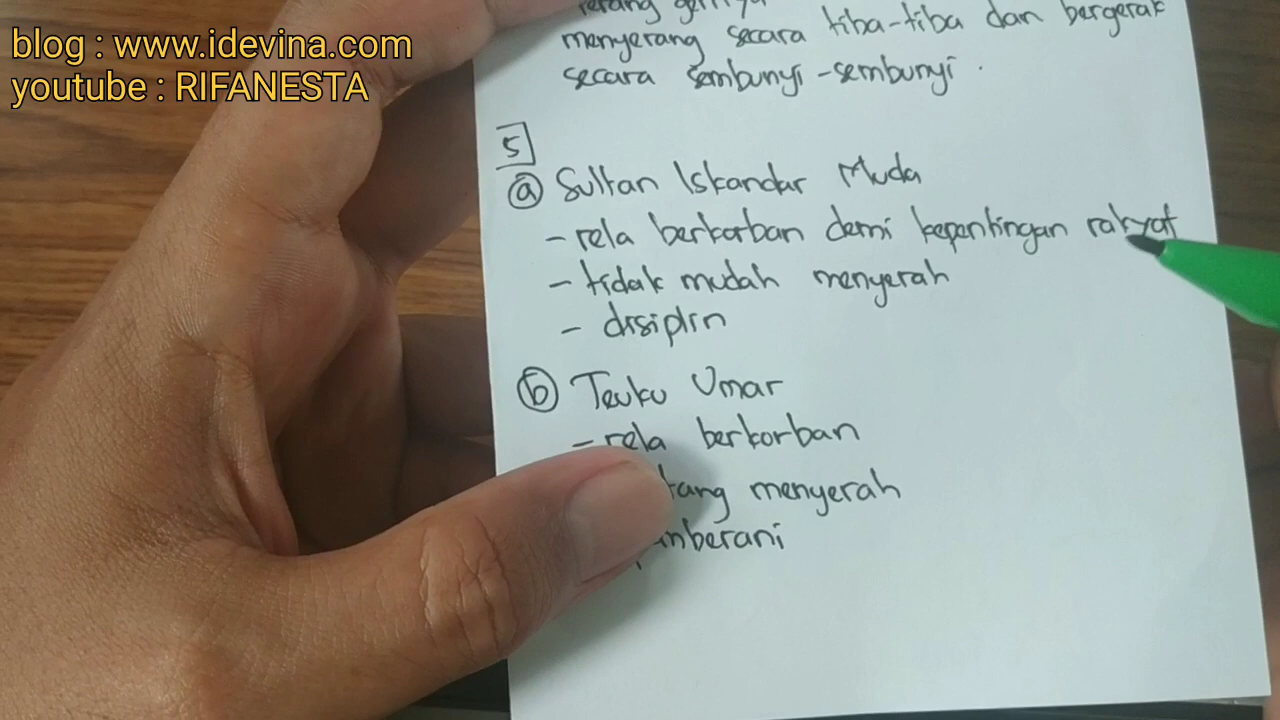 blog : www.idevina.com
youtube : RIFANESTA
menyerang secara tiba-tiba dan bergerak
secara sembunyi-sembunyi.
5
a Sultan Iskandar Muda
- rela berkorban demi kepentingan rakyat
- tidak mudah menyerah
- disiplin
b Teuku Umar
- rela berkorban
menyerah